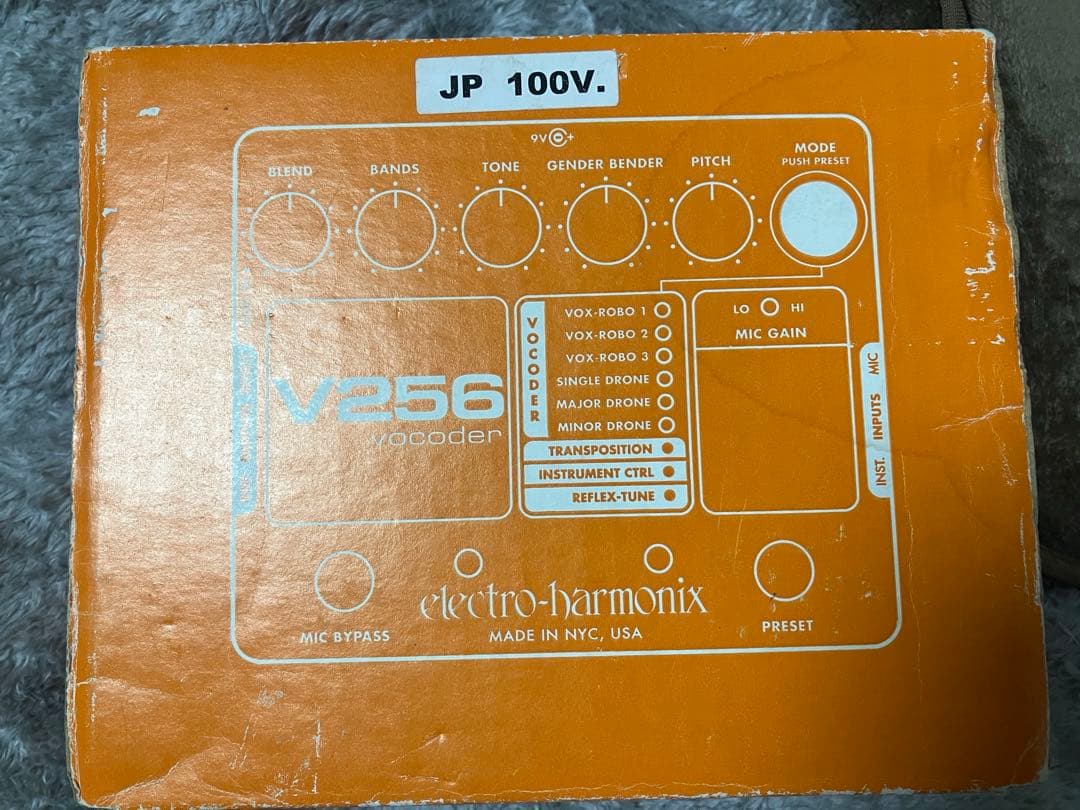 JP 100V.
9V +
BLEND
BANDS
TONE
GENDER BENDER
PITCH
MODE
PUSH PRESET
VOCODER
VOX-ROBO 1
VOX-ROBO 2
VOX-ROBO 3
SINGLE DRONE
MAJOR DRONE
MINOR DRONE
TRANSPOSITION
INSTRUMENT CTRL
REFLEX-TUNE
LO HI
MIC GAIN
V256
vocoder
INST. INPUTS MIC
electro-harmonix
MADE IN NYC, USA
MIC BYPASS
PRESET